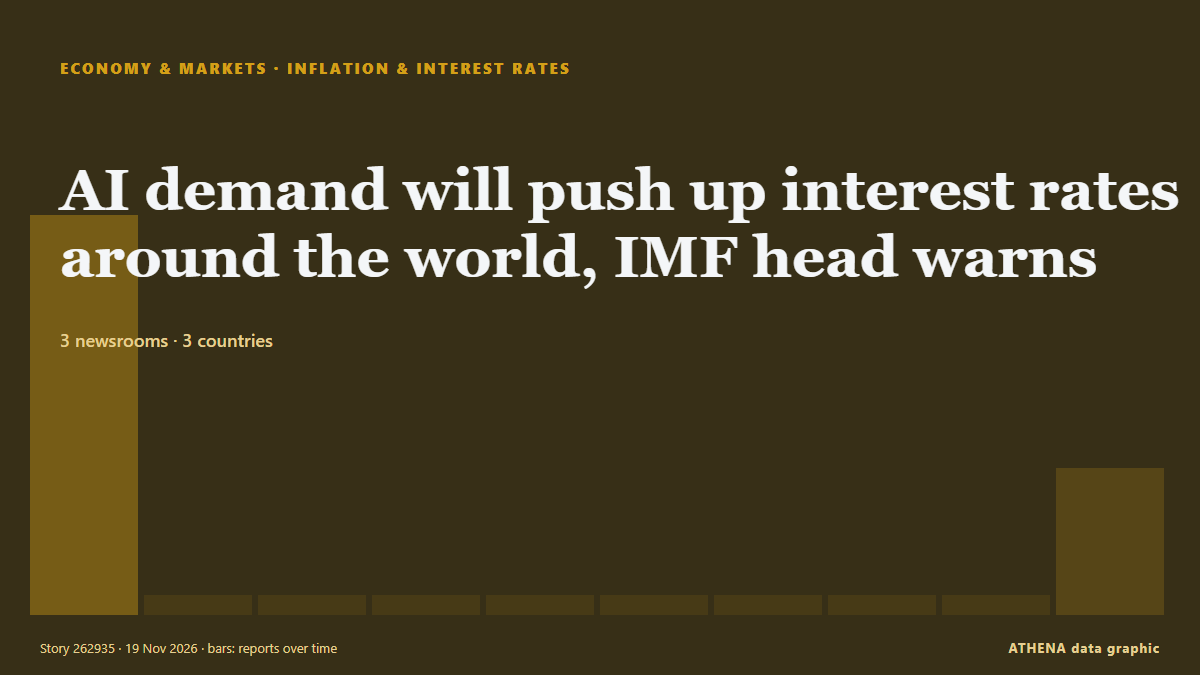 ECONOMY & MARKETS · INFLATION & INTEREST RATES
AI demand will push up interest rates
around the world, IMF head warns
3 newsrooms · 3 countries
Story 262935 · 19 Nov 2026 · bars: reports over time
ATHENA data graphic